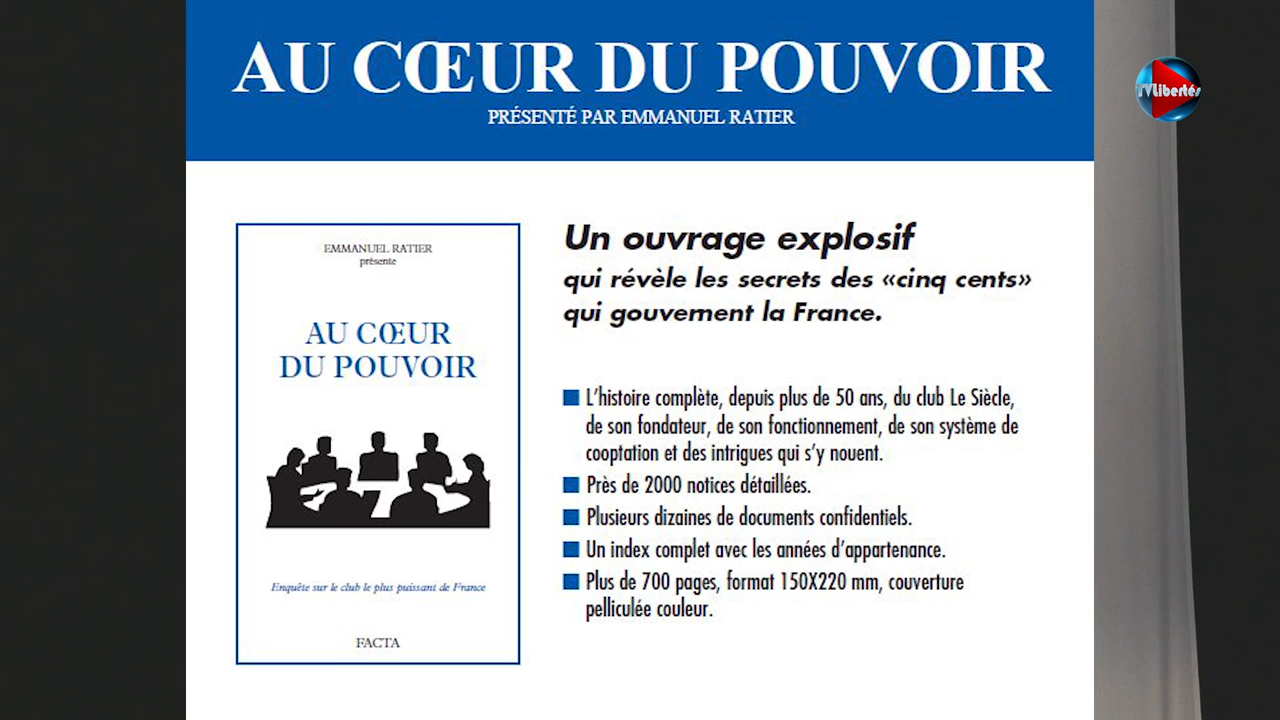 AU CŒUR DU POUVOIR
PRÉSENTÉ PAR EMMANUEL RATIER
TVLibertés
EMMANUEL RATIER
présente
AU CŒUR
DU POUVOIR
Enquête sur le club le plus puissant de France
FACTA
Un ouvrage explosif
qui révèle les secrets des «cinq cents»
qui gouvernent la France.
L’histoire complète, depuis plus de 50 ans, du club Le Siècle,
de son fondateur, de son fonctionnement, de son système de
cooptation et des intrigues qui s’y nouent.
Près de 2000 notices détaillées.
Plusieurs dizaines de documents confidentiels.
Un index complet avec les années d’appartenance.
Plus de 700 pages, format 150X220 mm, couverture
pelliculée couleur.